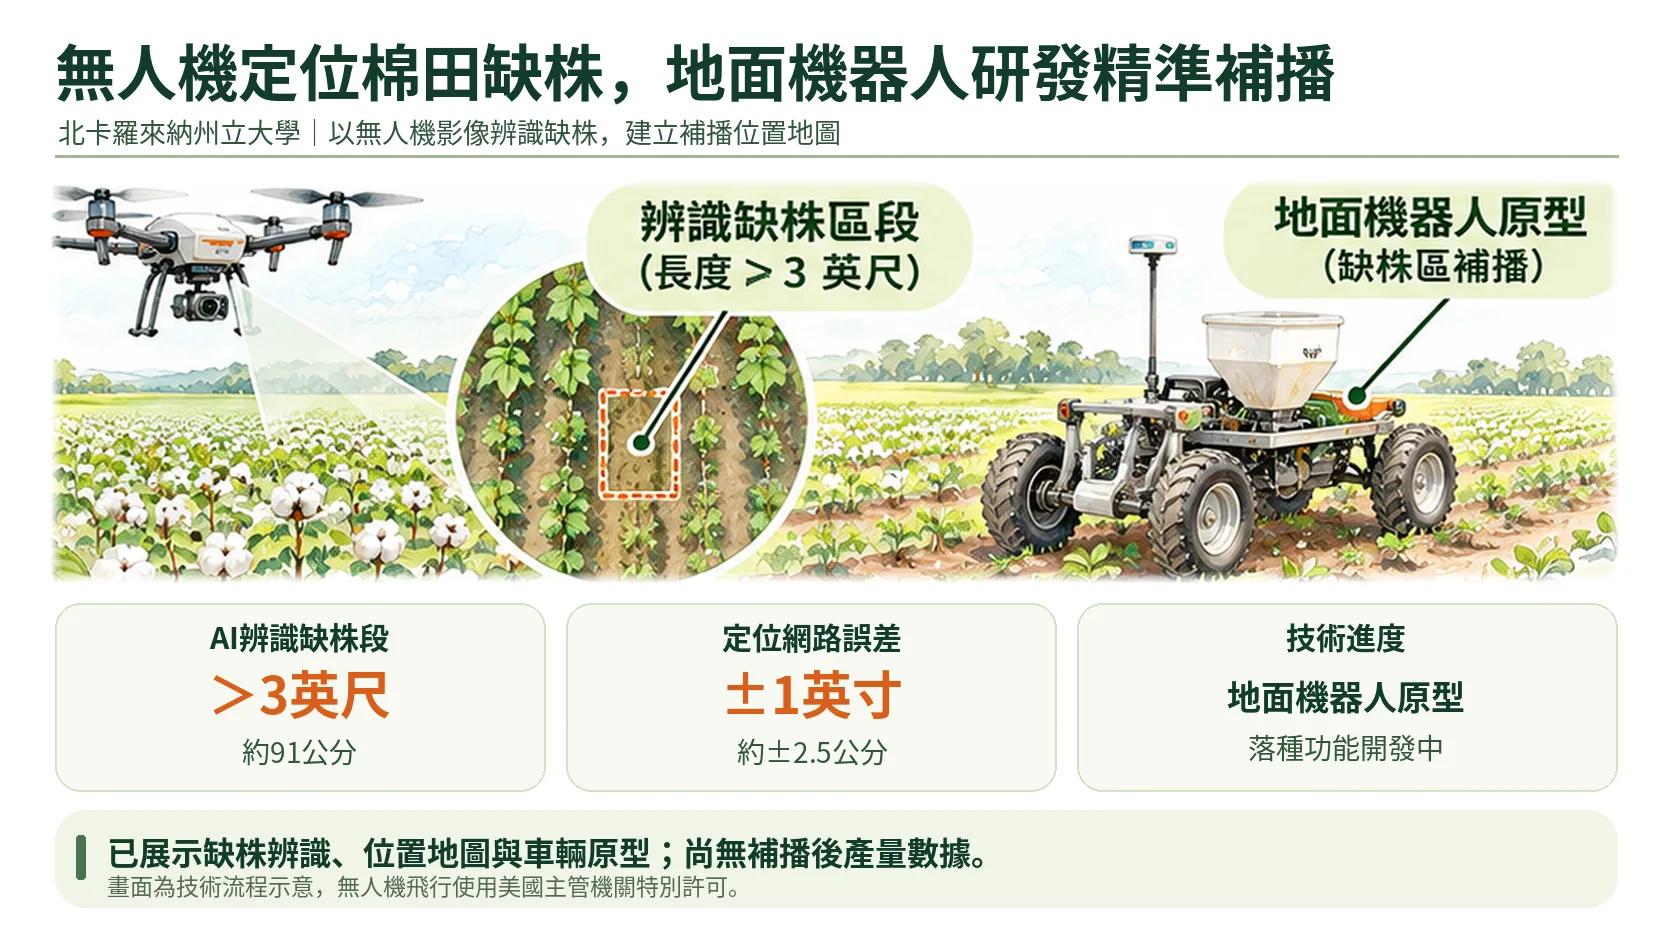 無人機定位棉田缺株，地面機器人研發精準補播
北卡羅來納州立大學｜以無人機影像辨識缺株，建立補播位置地圖
辨識缺株區段
（長度＞3 英尺）
地面機器人原型
（缺株區補播）
AI辨識缺株段
＞3英尺
約91公分
定位網路誤差
±1英寸
約±2.5公分
技術進度
地面機器人原型
落種功能開發中
已展示缺株辨識、位置地圖與車輛原型；尚無補播後產量數據。
畫面為技術流程示意，無人機飛行使用美國主管機關特別許可。